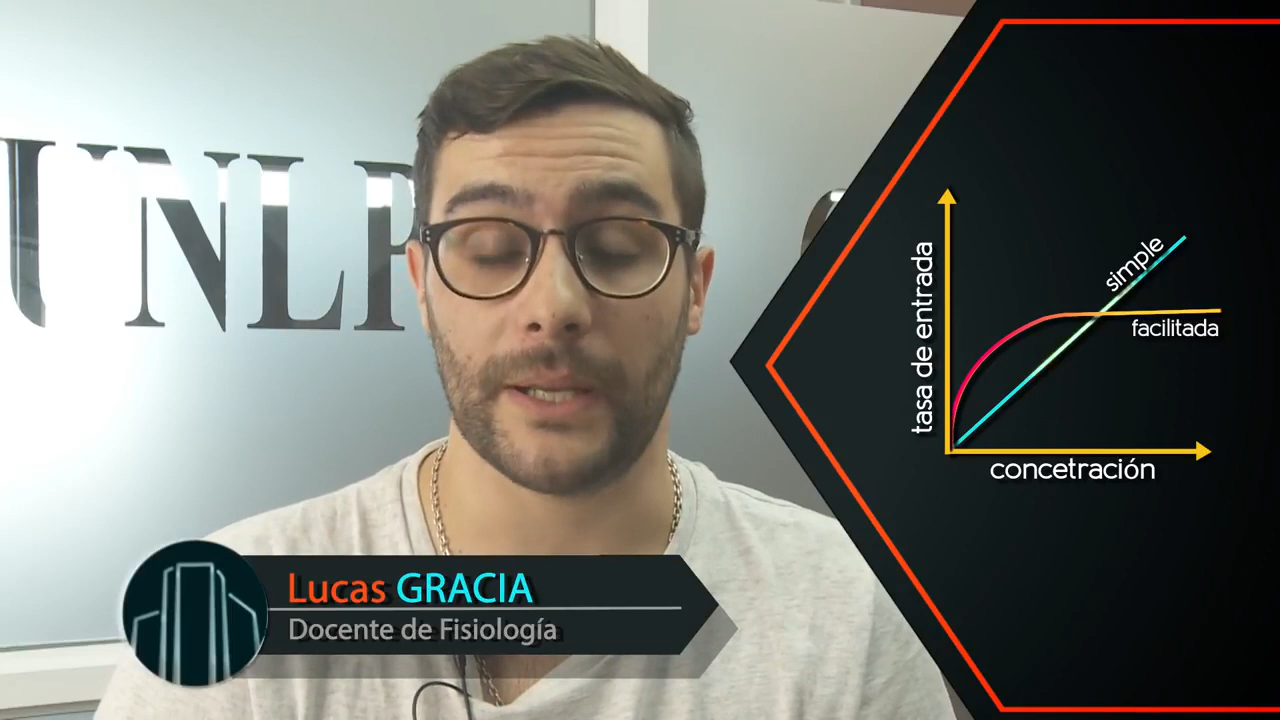 UNLP
Lucas GRACIA
Docente de Fisiología
tasa de entrada
simple
facilitada
concetración